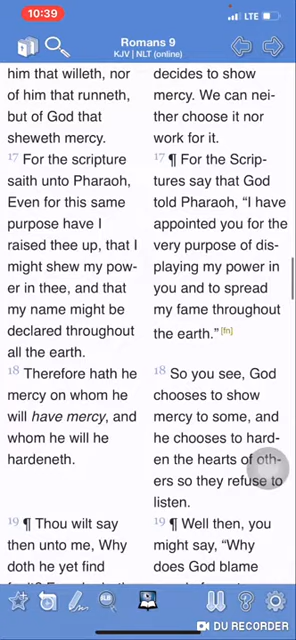 10:39
LTE
Romans 9
KJV | NLT (online)
him that willeth, nor
of him that runneth,
but of God that
sheweth mercy.
17 For the scripture
saith unto Pharaoh,
Even for this same
purpose have I
raised thee up, that I
might shew my pow-
er in thee, and that
my name might be
declared throughout
all the earth.
18 Therefore hath he
mercy on whom he
will have mercy, and
whom he will he
hardeneth.
19 ¶ Thou wilt say
then unto me, Why
doth he yet find
decides to show
mercy. We can nei-
ther choose it nor
work for it.
17 ¶ For the Scrip-
tures say that God
told Pharaoh, “I have
appointed you for the
very purpose of dis-
playing my power in
you and to spread
my fame throughout
the earth.” [fn]
18 So you see, God
chooses to show
mercy to some, and
he chooses to hard-
en the hearts of oth-
ers so they refuse to
listen.
19 ¶ Well then, you
might say, “Why
does God blame
DU RECORDER